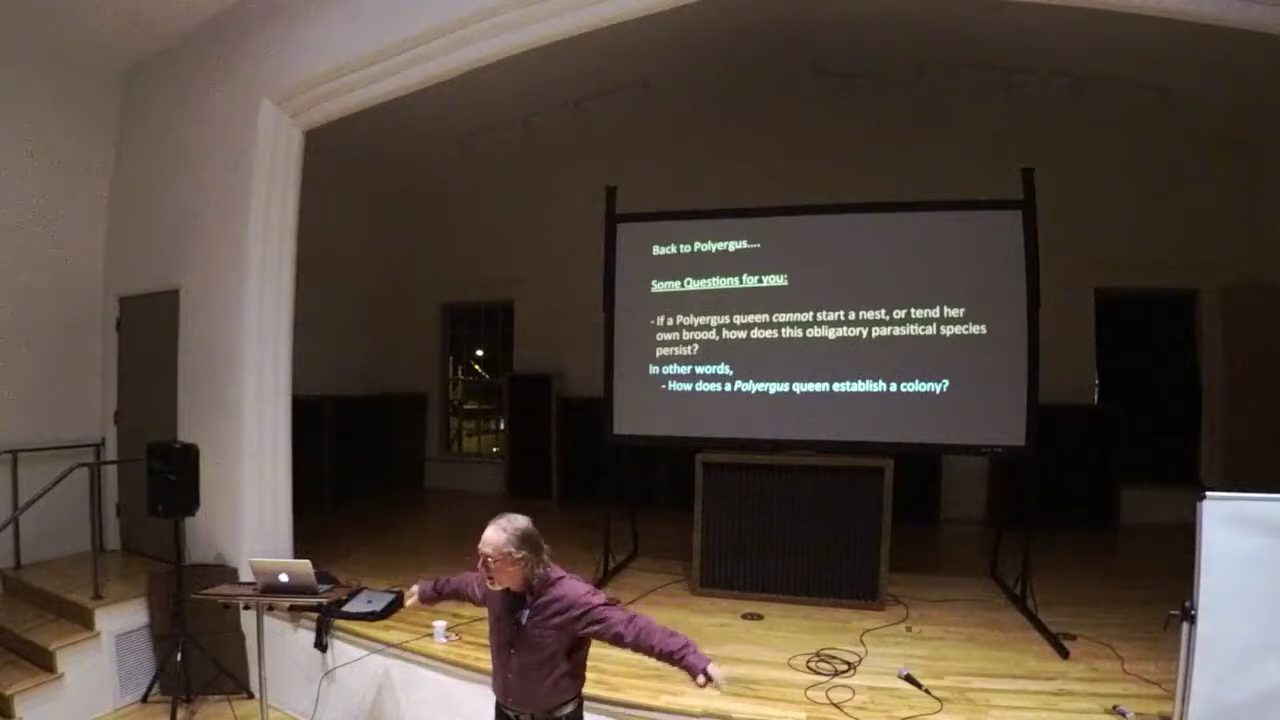 Back to Polyergus....
Some Questions for you:
- If a Polyergus queen cannot start a nest, or tend her
own brood, how does this obligatory parasitical species
persist?
In other words,
- How does a Polyergus queen establish a colony?